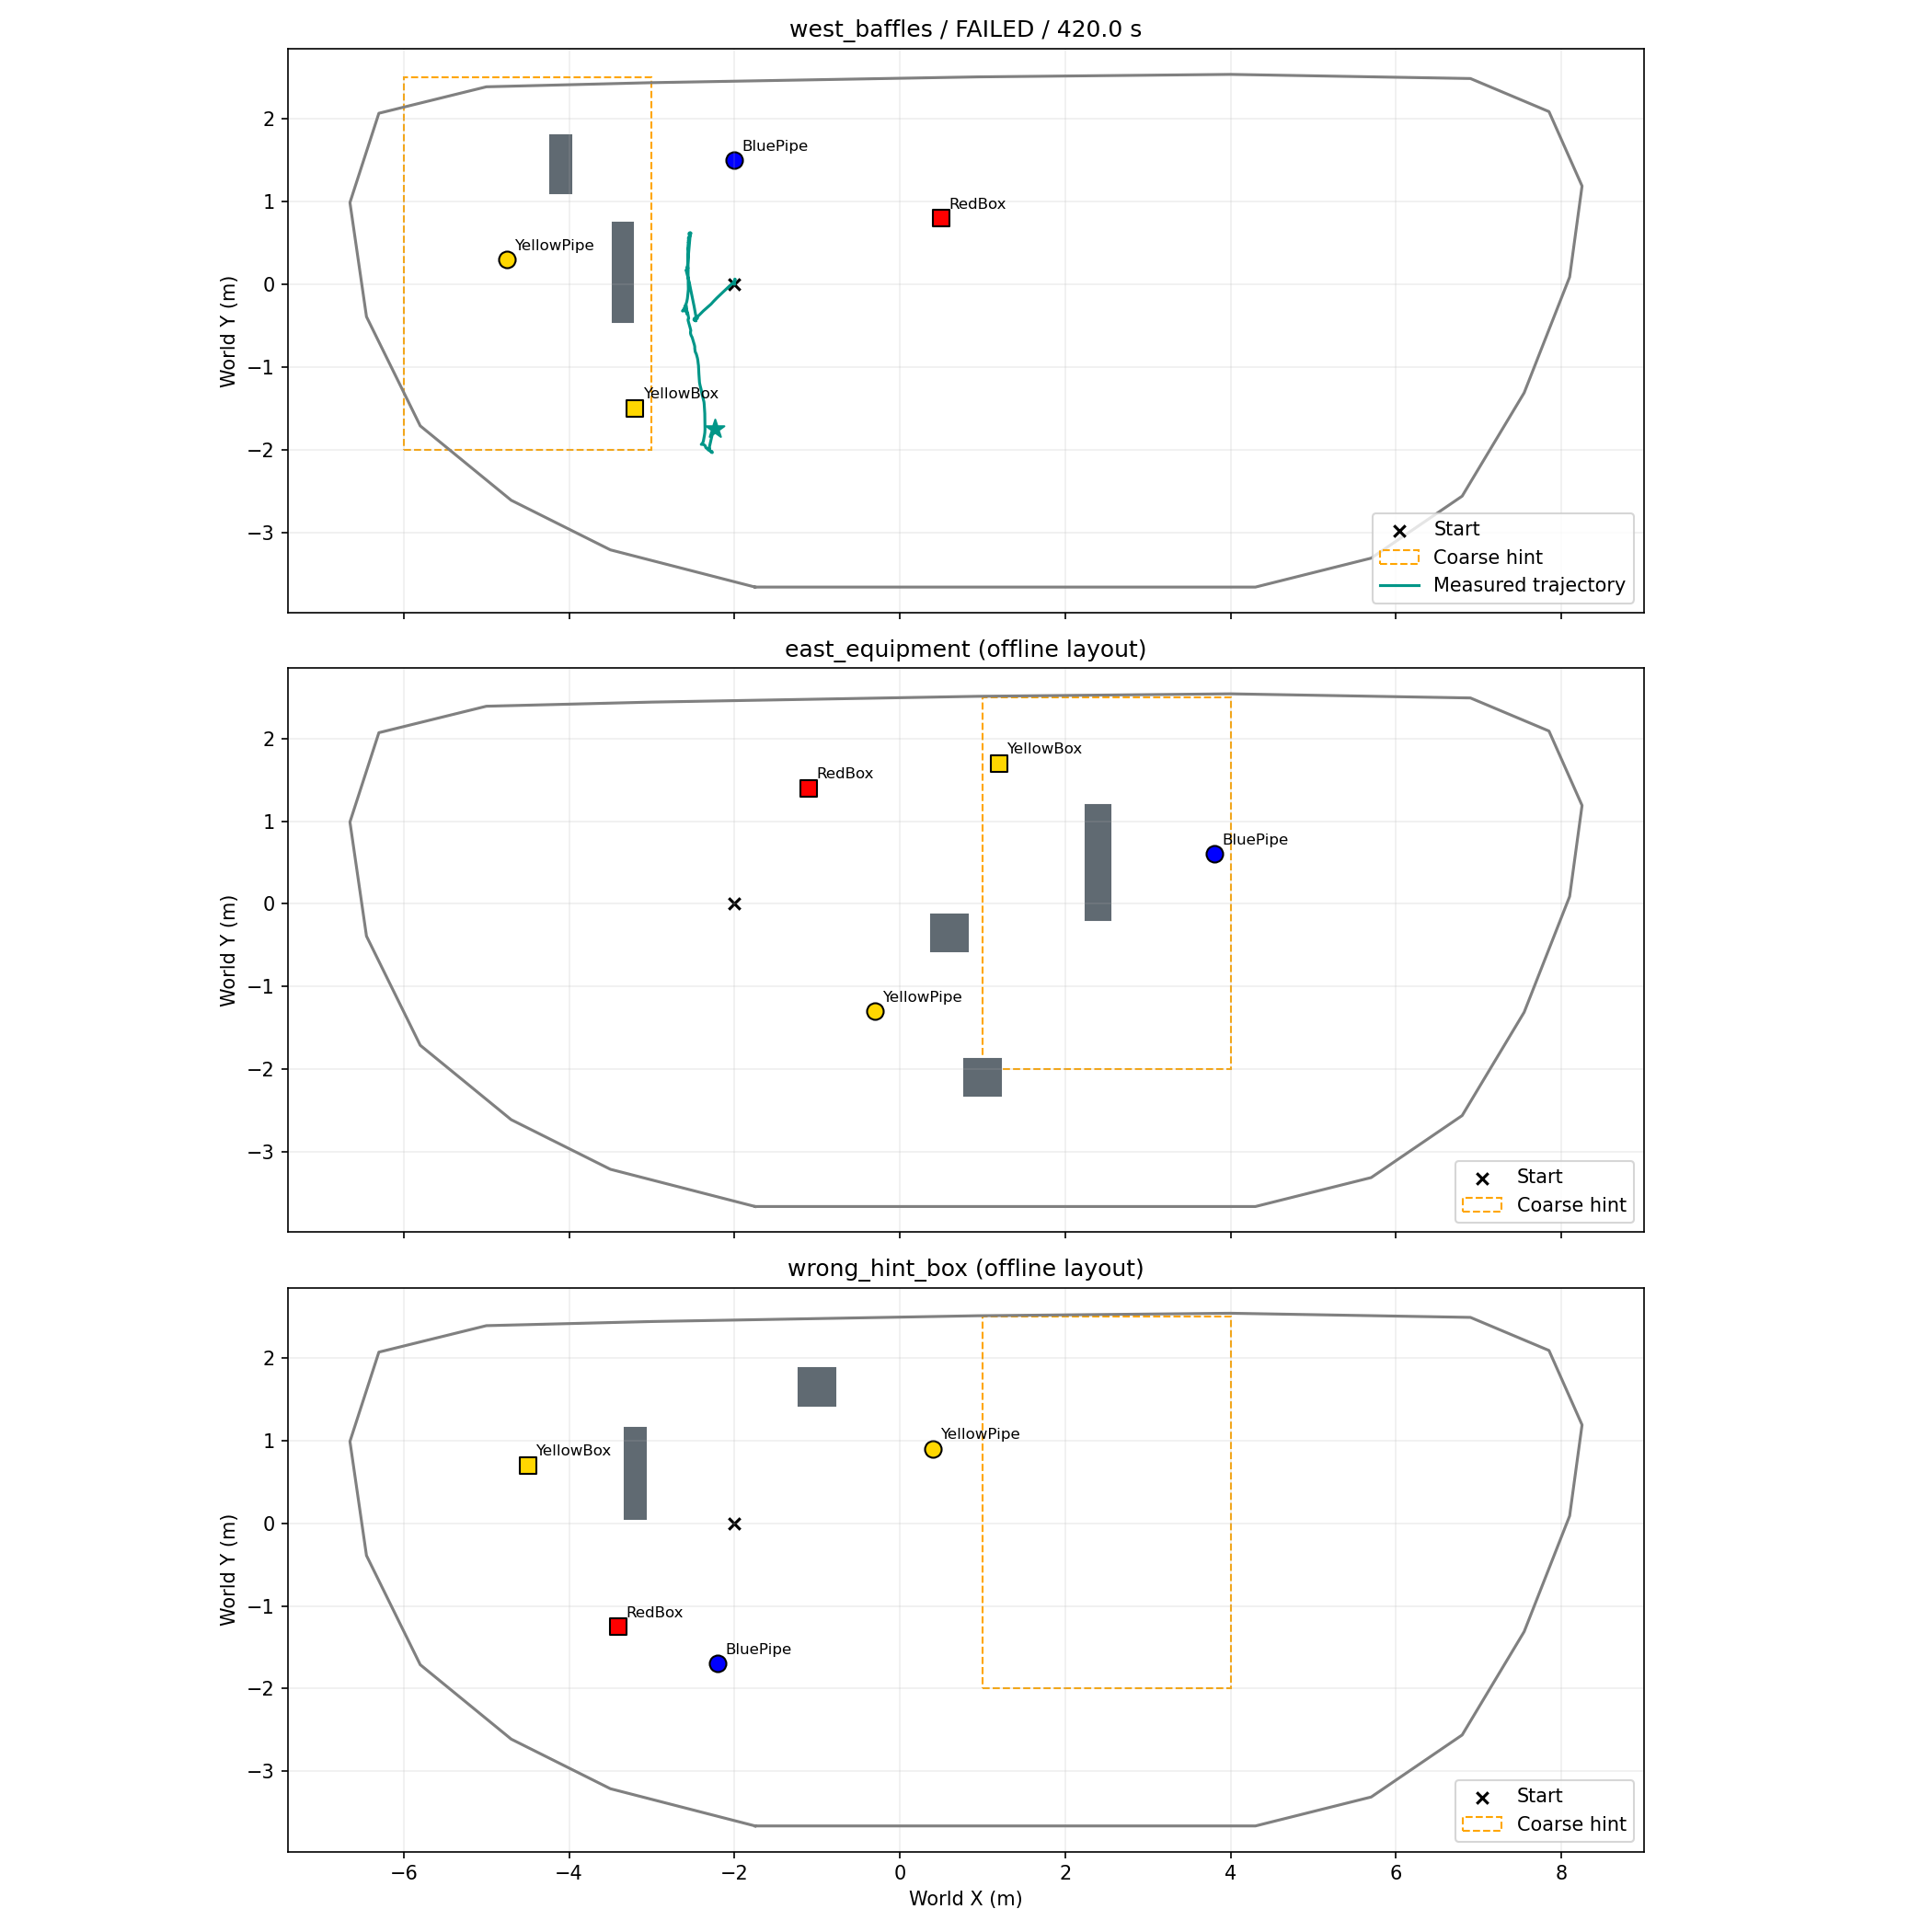 west_baffles / FAILED / 420.0 s
World Y (m)
2
1
0
−1
−2
−3
BluePipe
RedBox
YellowPipe
YellowBox
Start
Coarse hint
Measured trajectory
east_equipment (offline layout)
World Y (m)
2
1
0
−1
−2
−3
YellowBox
RedBox
BluePipe
YellowPipe
Start
Coarse hint
wrong_hint_box (offline layout)
World Y (m)
2
1
0
−1
−2
−3
YellowPipe
YellowBox
RedBox
BluePipe
Start
Coarse hint
−6 −4 −2 0 2 4 6 8
World X (m)